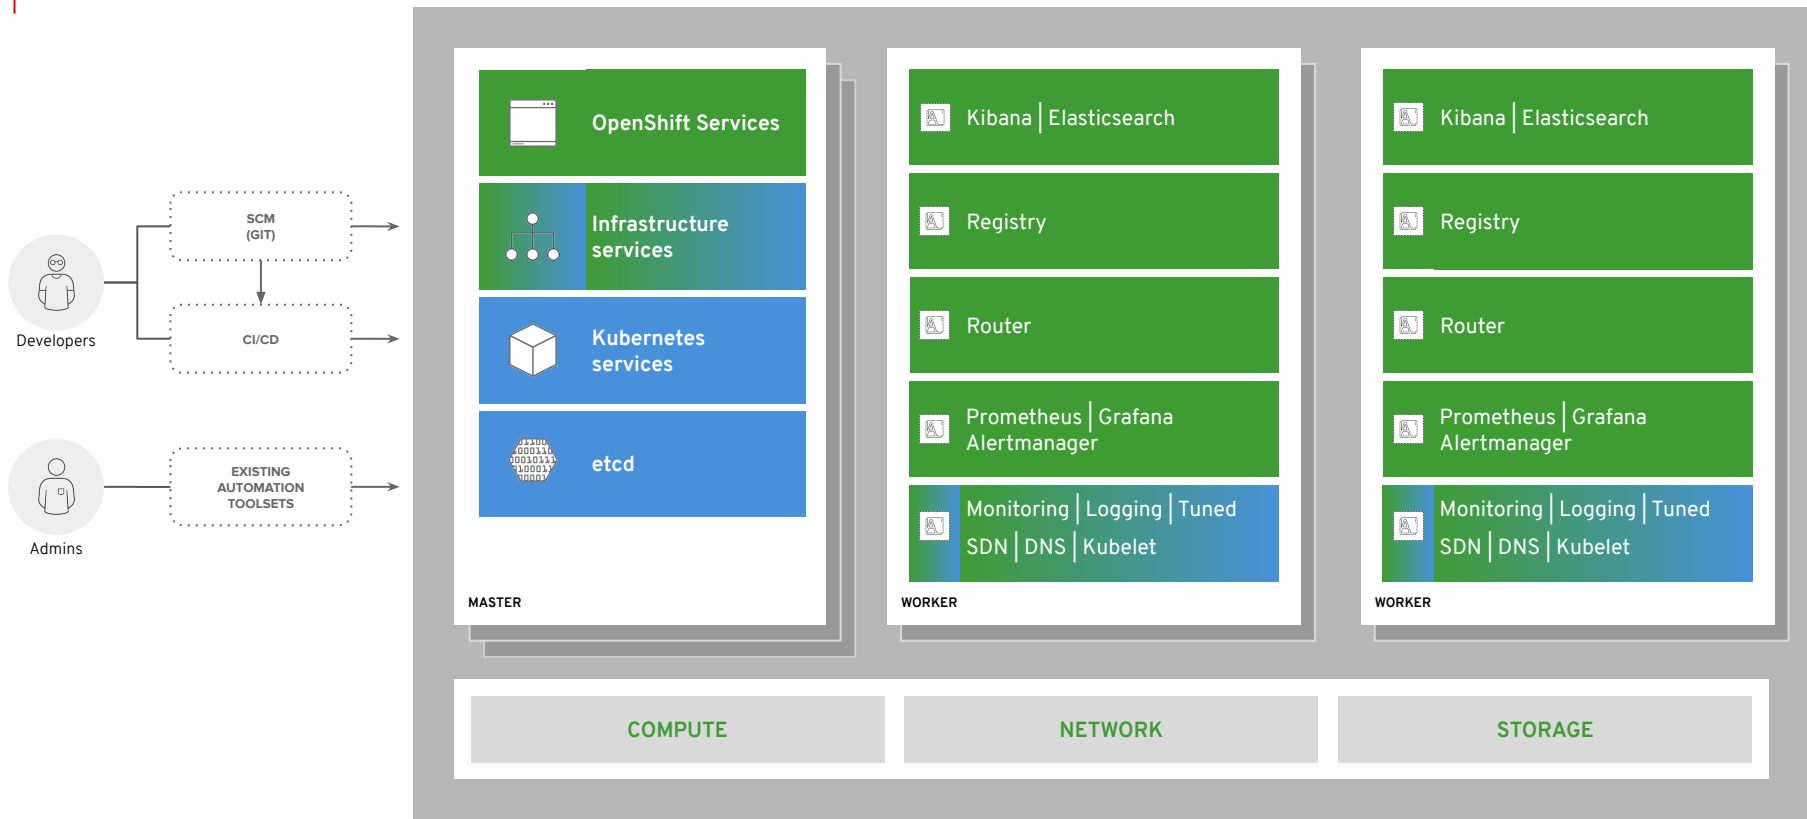 SCM
(GIT)
CI/CD
Developers
EXISTING
AUTOMATION
TOOLSETS
Admins
OpenShift Services
Infrastructure
services
Kubernetes
services
etcd
MASTER
Kibana | Elasticsearch
Registry
Router
Prometheus | Grafana
Alertmanager
Monitoring | Logging | Tuned
SDN | DNS | Kubelet
WORKER
Kibana | Elasticsearch
Registry
Router
Prometheus | Grafana
Alertmanager
Monitoring | Logging | Tuned
SDN | DNS | Kubelet
WORKER
COMPUTE
NETWORK
STORAGE